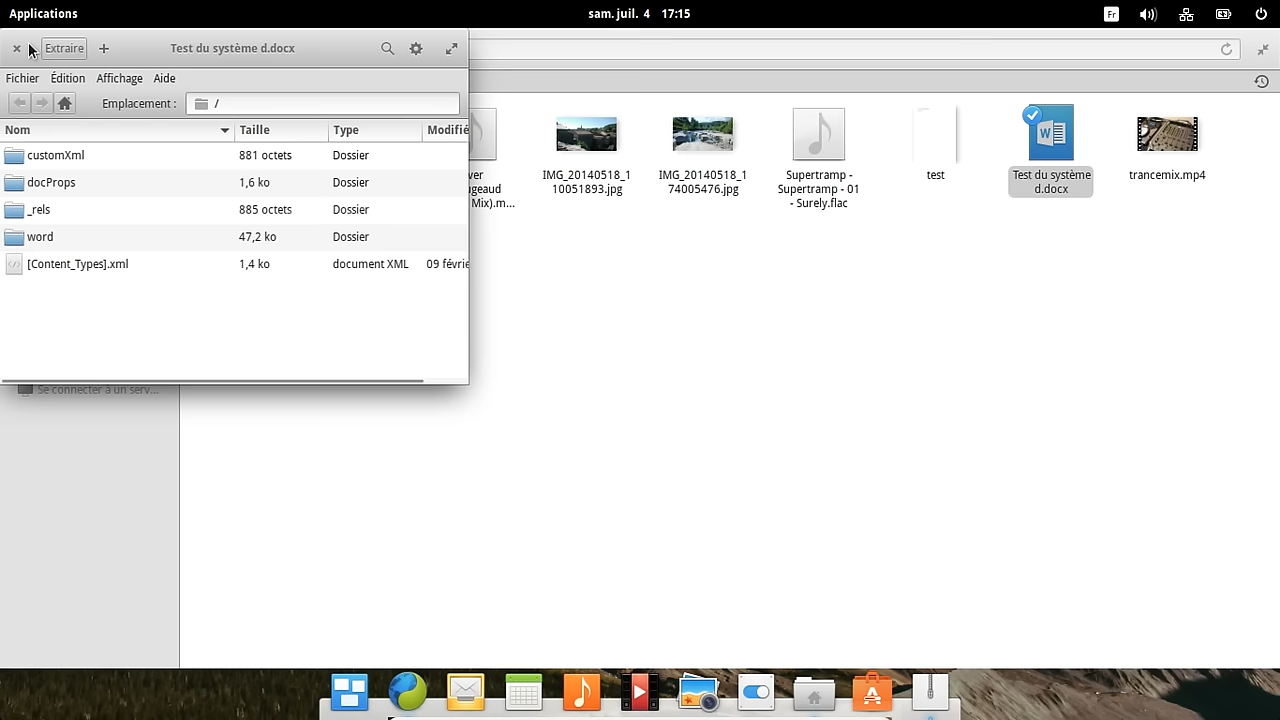 Applications
sam. juil. 4 17:15
Fr
Extraire
Test du système d.docx
Fichier Édition Affichage Aide
Emplacement : /
Nom Taille Type Modifié
customXml 881 octets Dossier
docProps 1,6 ko Dossier
_rels 885 octets Dossier
word 47,2 ko Dossier
[Content_Types].xml 1,4 ko document XML 09 févrie
Se connecter à un serv...
ver
geaud
Mix).m...
IMG_20140518_1
10051893.jpg
IMG_20140518_1
74005476.jpg
Supertramp -
Supertramp - 01
- Surely.flac
test
Test du système
d.docx
trancemix.mp4